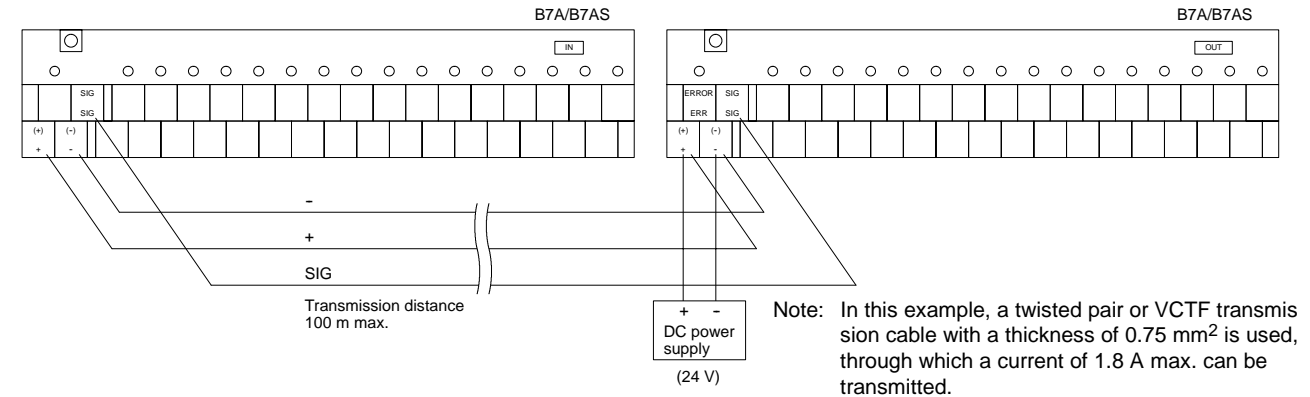 B7A/B7AS
B7A/B7AS
IN
OUT
SIG
ERROR SIG
SIG
ERR SIG
(+) (-)
(+) (-)
+ -
+ -
-
+
SIG
Transmission distance
100 m max.
+ -
DC power
supply
(24 V)
Note: In this example, a twisted pair or VCTF transmis
sion cable with a thickness of 0.75 mm2 is used,
through which a current of 1.8 A max. can be
transmitted.